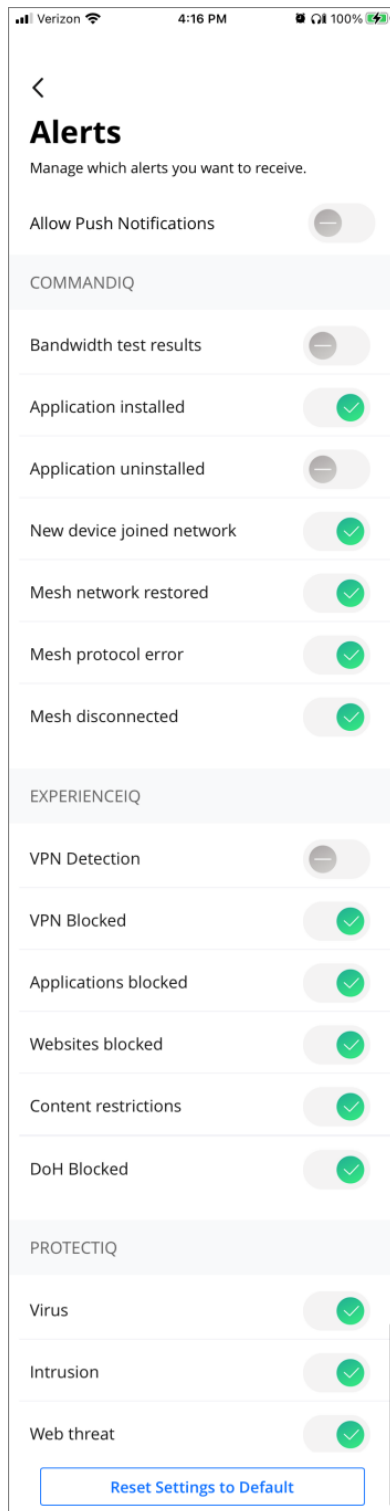 Verizon 4:16 PM 100%
Alerts
Manage which alerts you want to receive.
Allow Push Notifications
COMMANDIQ
Bandwidth test results
Application installed
Application uninstalled
New device joined network
Mesh network restored
Mesh protocol error
Mesh disconnected
EXPERIENCEIQ
VPN Detection
VPN Blocked
Applications blocked
Websites blocked
Content restrictions
DoH Blocked
PROTECTIQ
Virus
Intrusion
Web threat
Reset Settings to Default